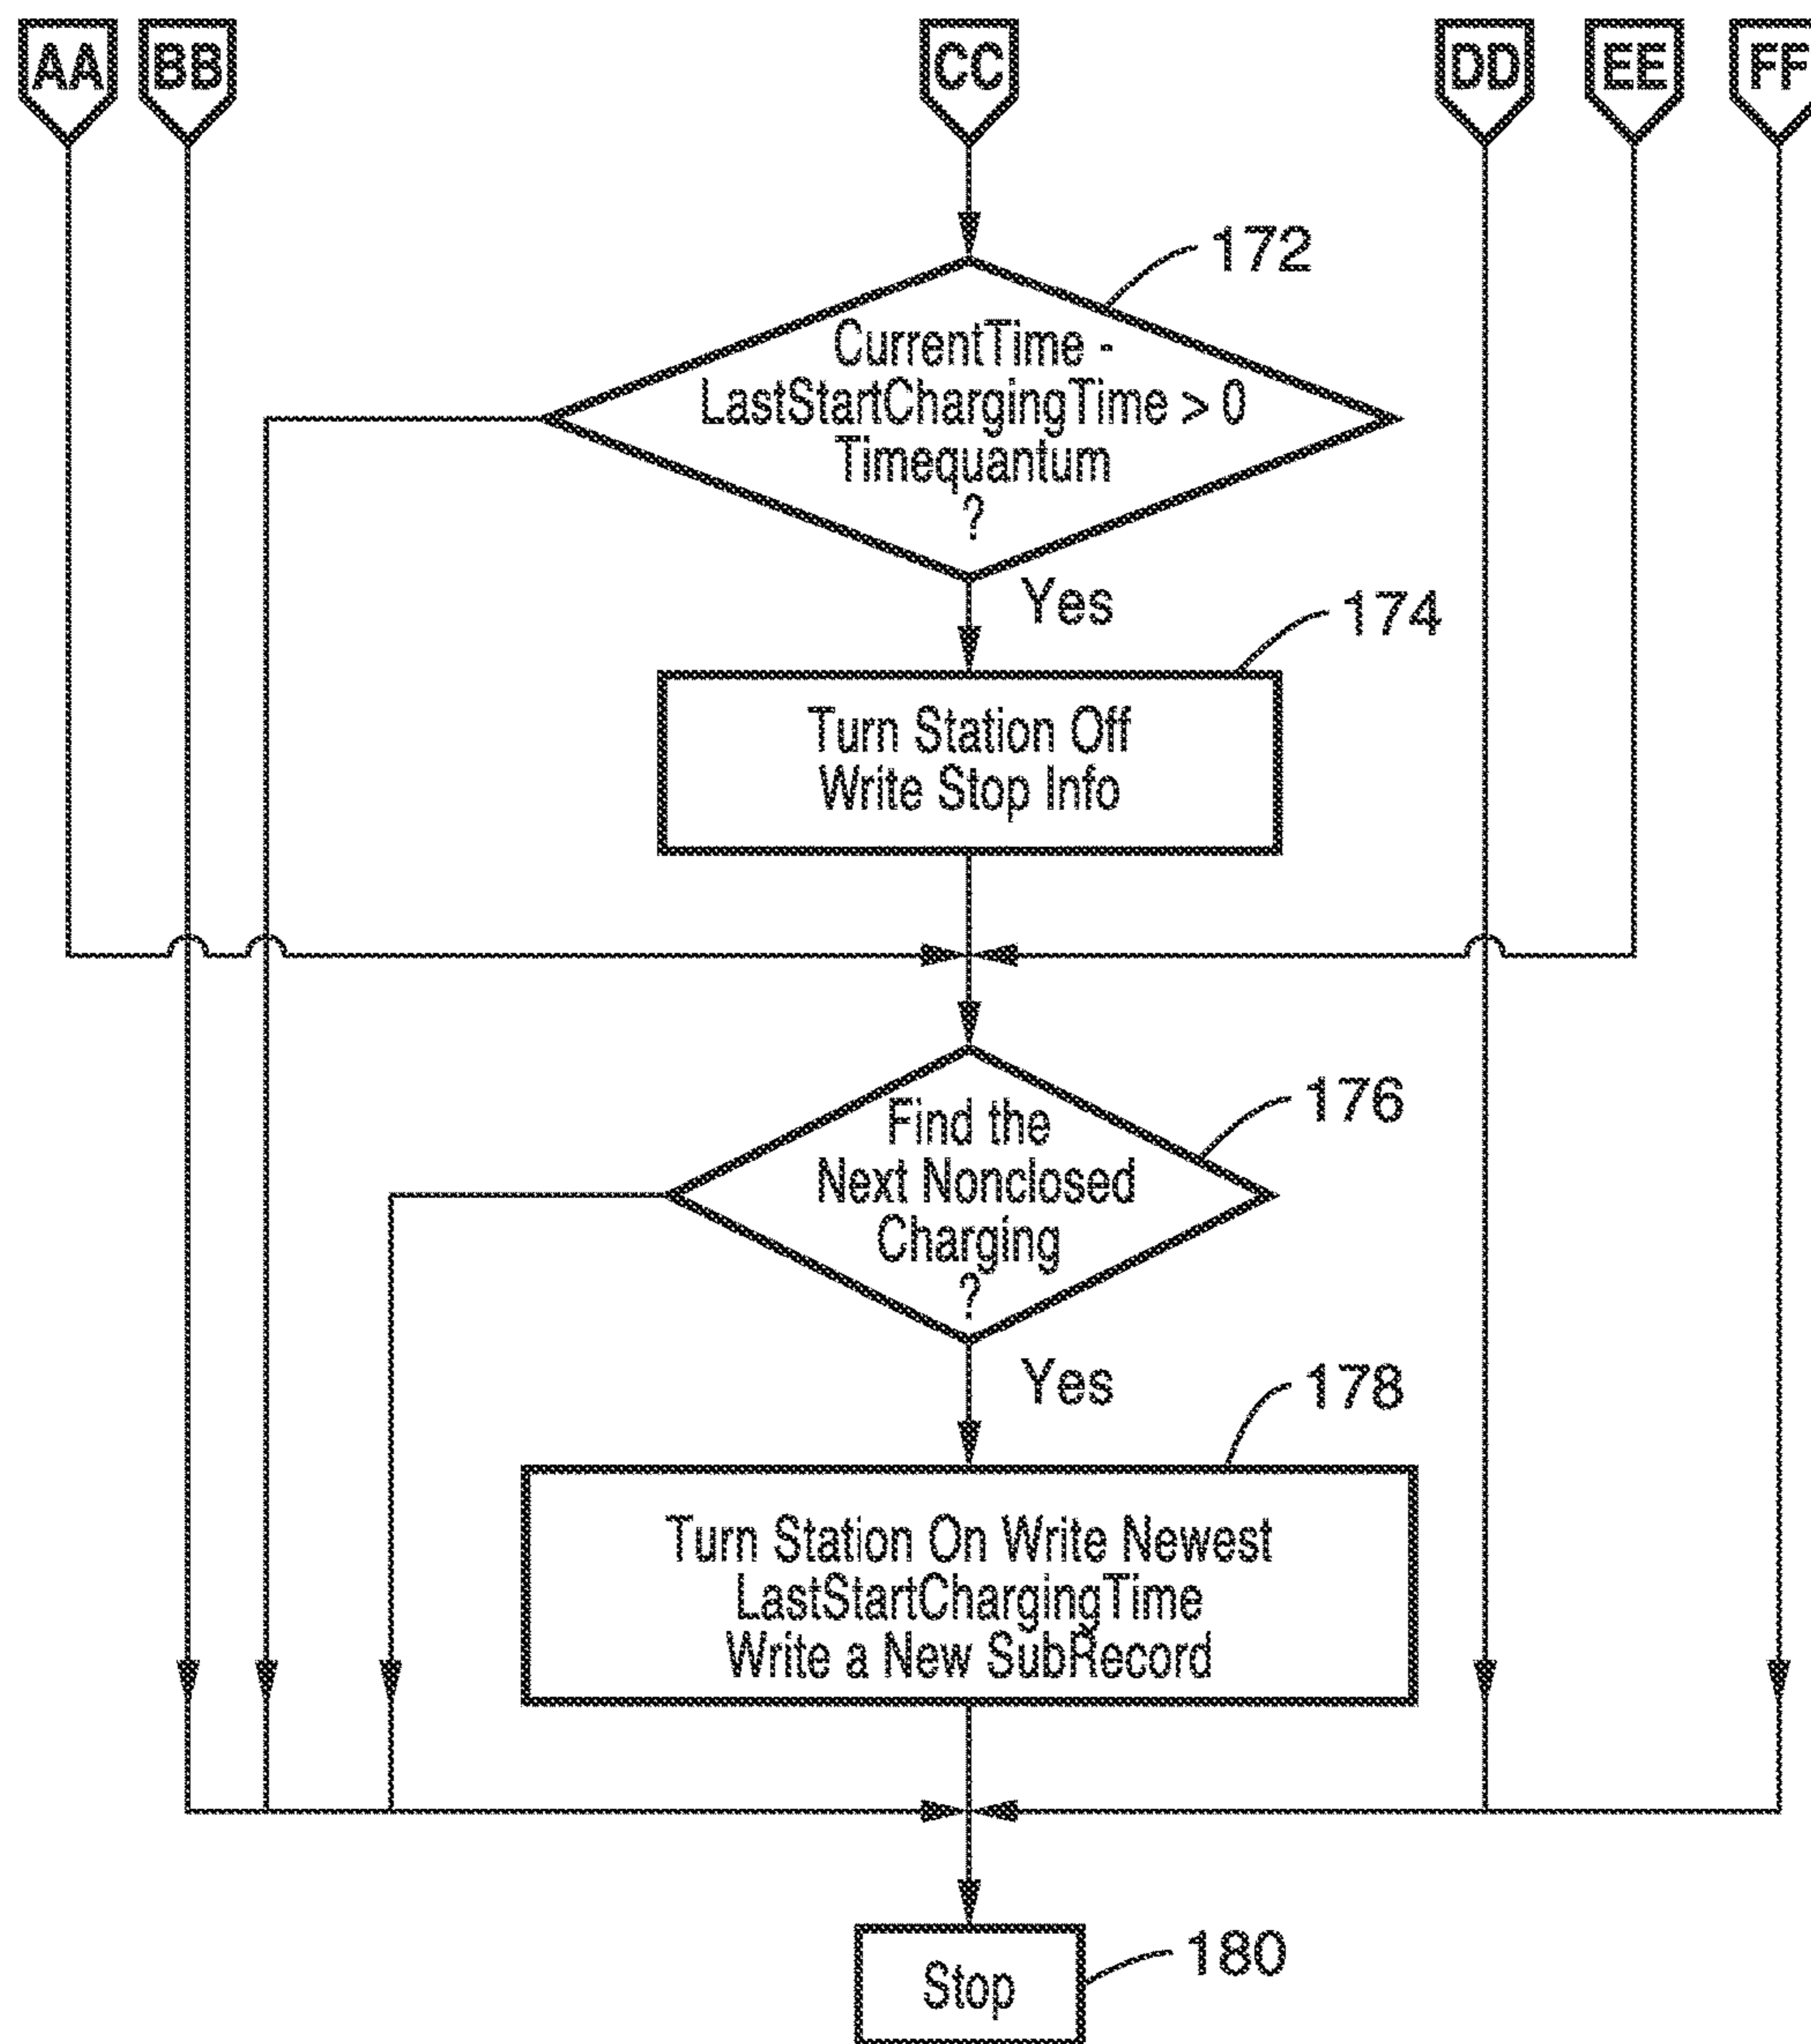 AA BB CC DD EE FF
172
CurrentTime -
LastStartChargingTime > 0
Timequantum
?
Yes
174
Turn Station Off
Write Stop Info
176
Find the
Next Nonclosed
Charging
?
Yes
178
Turn Station On Write Newest
LastStartChargingTime
Write a New SubRecord
180
Stop